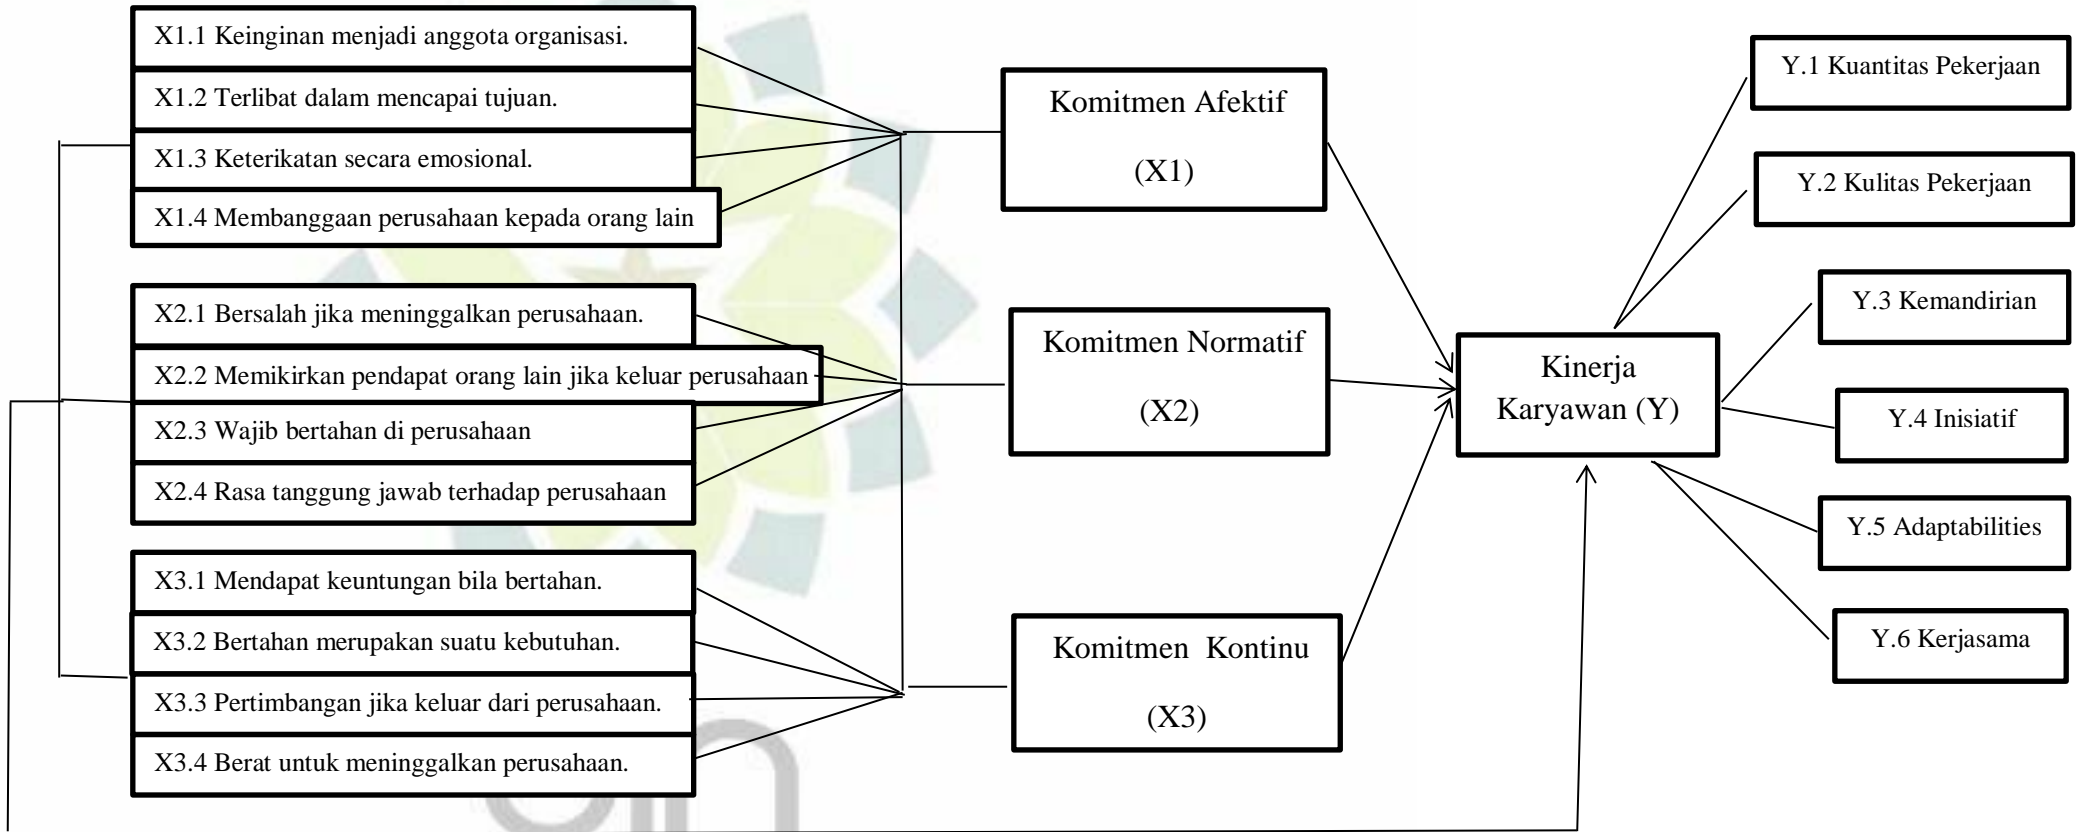 X1.1 Keinginan menjadi anggota organisasi.
X1.2 Terlibat dalam mencapai tujuan.
X1.3 Keterikatan secara emosional.
X1.4 Membanggaan perusahaan kepada orang lain
X2.1 Bersalah jika meninggalkan perusahaan.
X2.2 Memikirkan pendapat orang lain jika keluar perusahaan
X2.3 Wajib bertahan di perusahaan
X2.4 Rasa tanggung jawab terhadap perusahaan
X3.1 Mendapat keuntungan bila bertahan.
X3.2 Bertahan merupakan suatu kebutuhan.
X3.3 Pertimbangan jika keluar dari perusahaan.
X3.4 Berat untuk meninggalkan perusahaan.
Komitmen Afektif
(X1)
Komitmen Normatif
(X2)
Komitmen Kontinu
(X3)
Kinerja
Karyawan (Y)
Y.1 Kuantitas Pekerjaan
Y.2 Kulitas Pekerjaan
Y.3 Kemandirian
Y.4 Inisiatif
Y.5 Adaptabilities
Y.6 Kerjasama